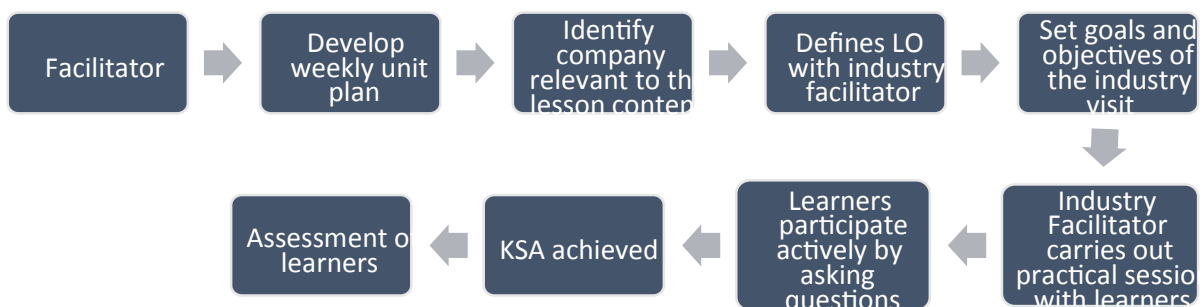 Facilitator
Develop
weekly unit
plan
Identify
company
relevant to th
lesson conten
Defines LO
with industry
facilitator
Set goals and
objectives of
the industry
visit
Industry
Facilitator
carries out
practical sessio
with learners
Learners
participate
actively by
asking
questions
KSA achieved
Assessment o
learners